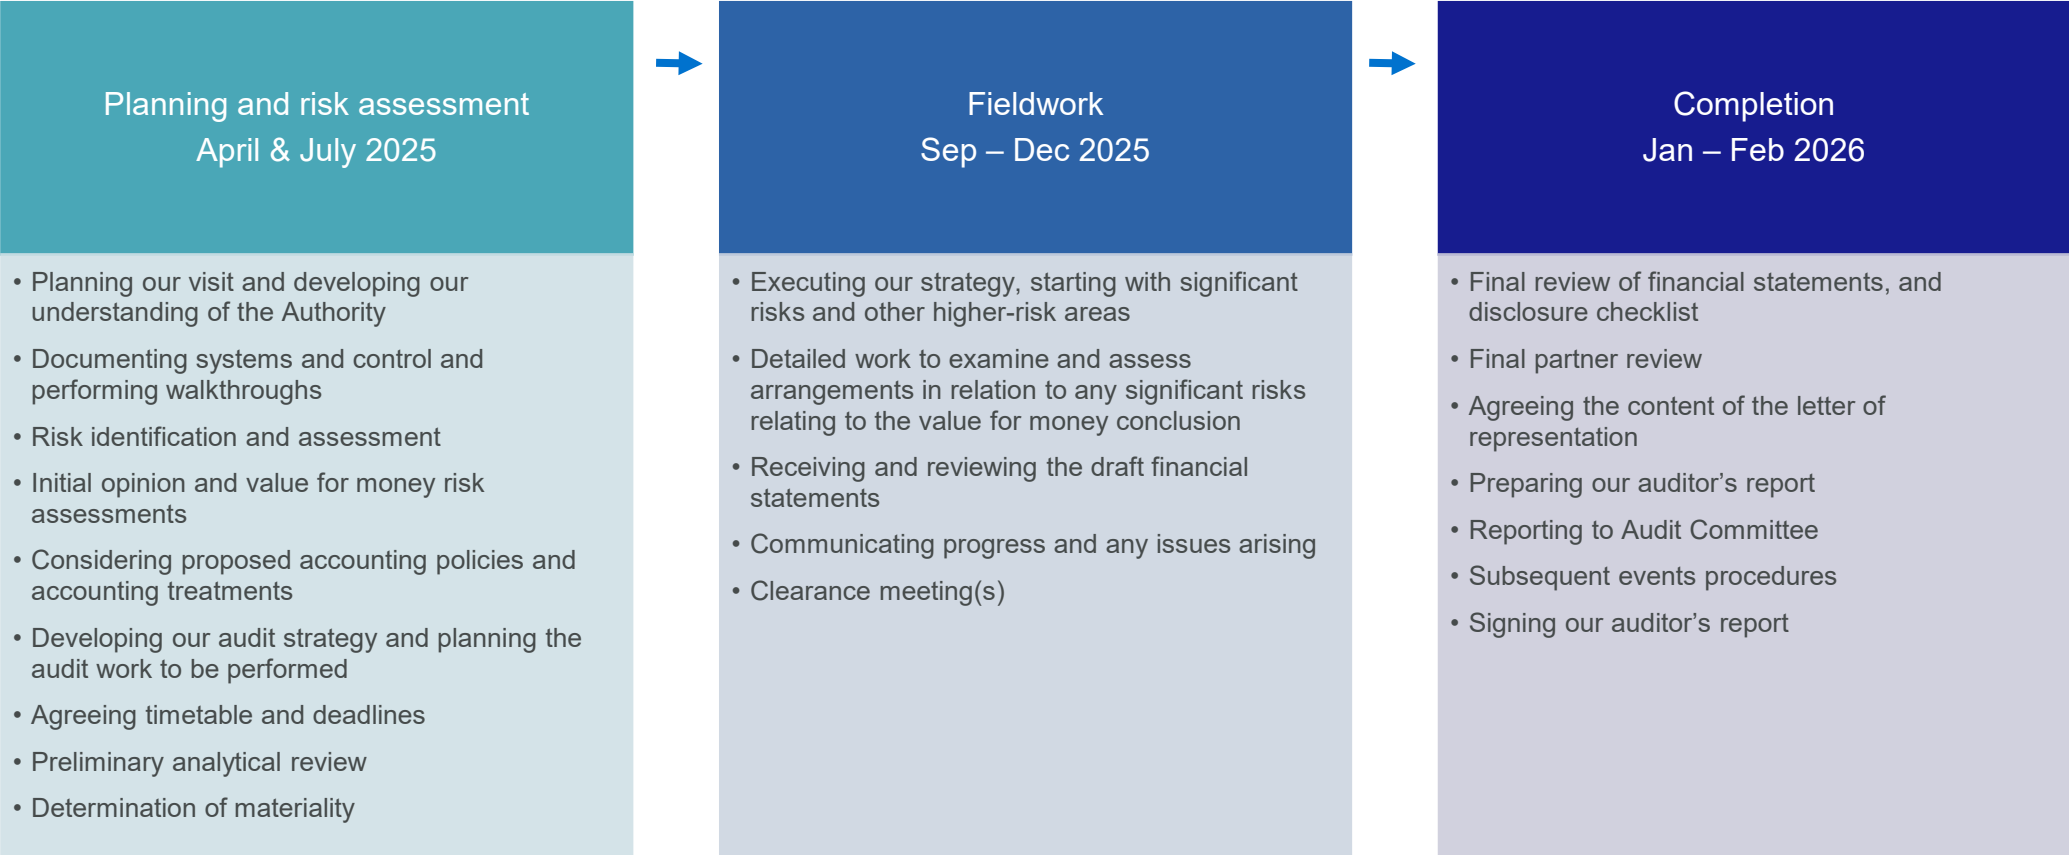 Planning and risk assessment
April & July 2025
• Planning our visit and developing our
understanding of the Authority
• Documenting systems and control and
performing walkthroughs
• Risk identification and assessment
• Initial opinion and value for money risk
assessments
• Considering proposed accounting policies and
accounting treatments
• Developing our audit strategy and planning the
audit work to be performed
• Agreeing timetable and deadlines
• Preliminary analytical review
• Determination of materiality
Fieldwork
Sep – Dec 2025
• Executing our strategy, starting with significant
risks and other higher-risk areas
• Detailed work to examine and assess
arrangements in relation to any significant risks
relating to the value for money conclusion
• Receiving and reviewing the draft financial
statements
• Communicating progress and any issues arising
• Clearance meeting(s)
Completion
Jan – Feb 2026
• Final review of financial statements, and
disclosure checklist
• Final partner review
• Agreeing the content of the letter of
representation
• Preparing our auditor’s report
• Reporting to Audit Committee
• Subsequent events procedures
• Signing our auditor’s report